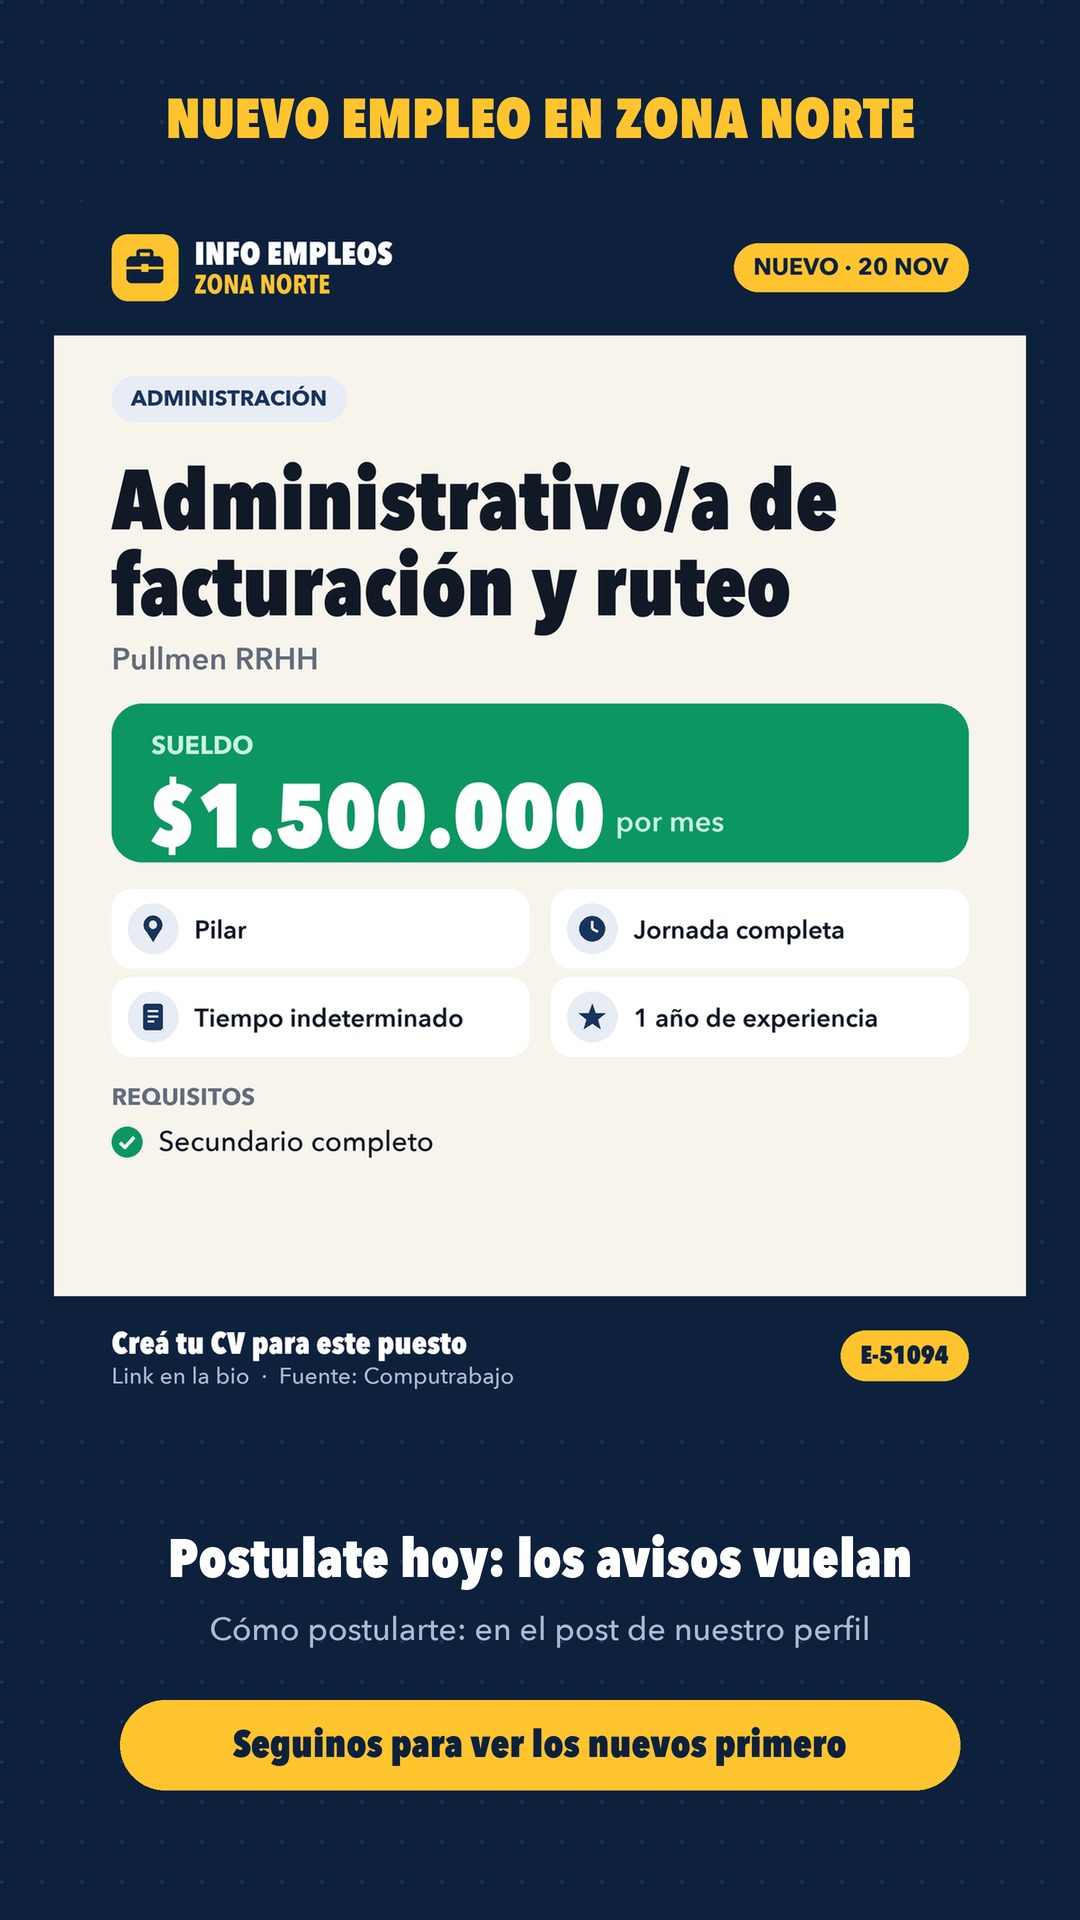 NUEVO EMPLEO EN ZONA NORTE
INFO EMPLEOS
ZONA NORTE
NUEVO · 20 NOV
ADMINISTRACIÓN
Administrativo/a de
facturación y ruteo
Pullmen RRHH
SUELDO
$1.500.000 por mes
Pilar
Jornada completa
Tiempo indeterminado
1 año de experiencia
REQUISITOS
Secundario completo
Creá tu CV para este puesto
Link en la bio · Fuente: Computrabajo
E-51094
Postulate hoy: los avisos vuelan
Cómo postularte: en el post de nuestro perfil
Seguinos para ver los nuevos primero